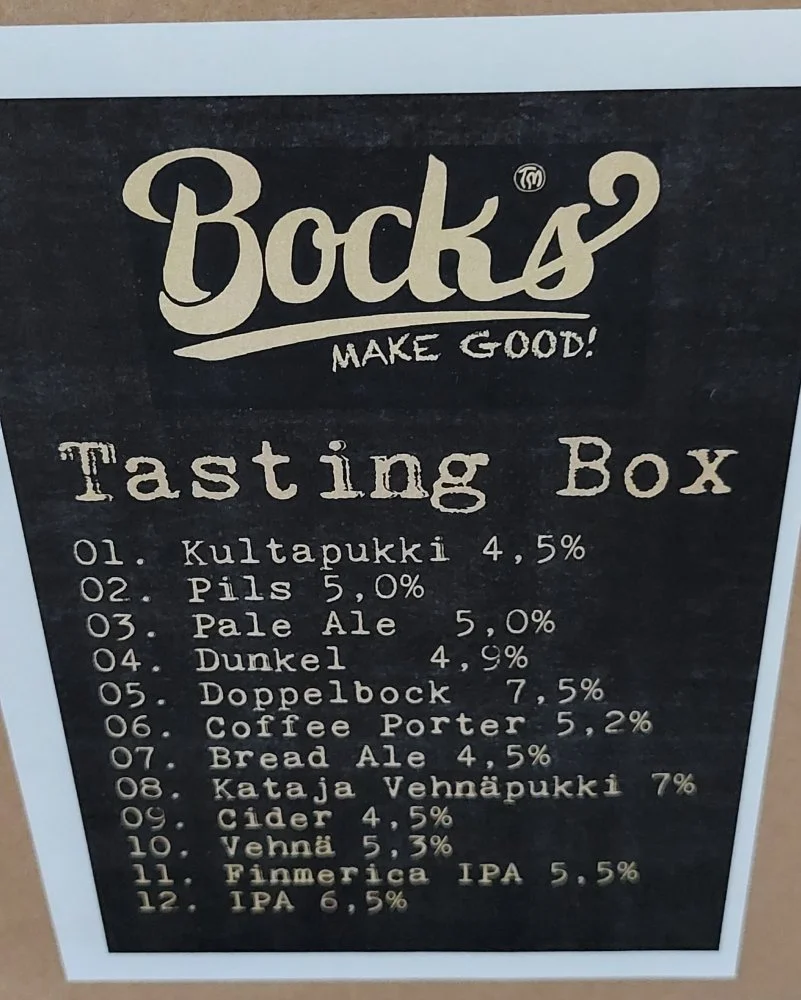 Bock's TM
MAKE GOOD!
Tasting Box
01. Kultapukki 4,5%
02. Pils 5,0%
03. Pale Ale 5,0%
04. Dunkel 4,9%
05. Doppelbock 7,5%
06. Coffee Porter 5,2%
07. Bread Ale 4,5%
08. Kataja Vehnäpukki 7%
09. Cider 4,5%
10. Vehnä 5,3%
11. Finmerica IPA 5,5%
12. IPA 6,5%